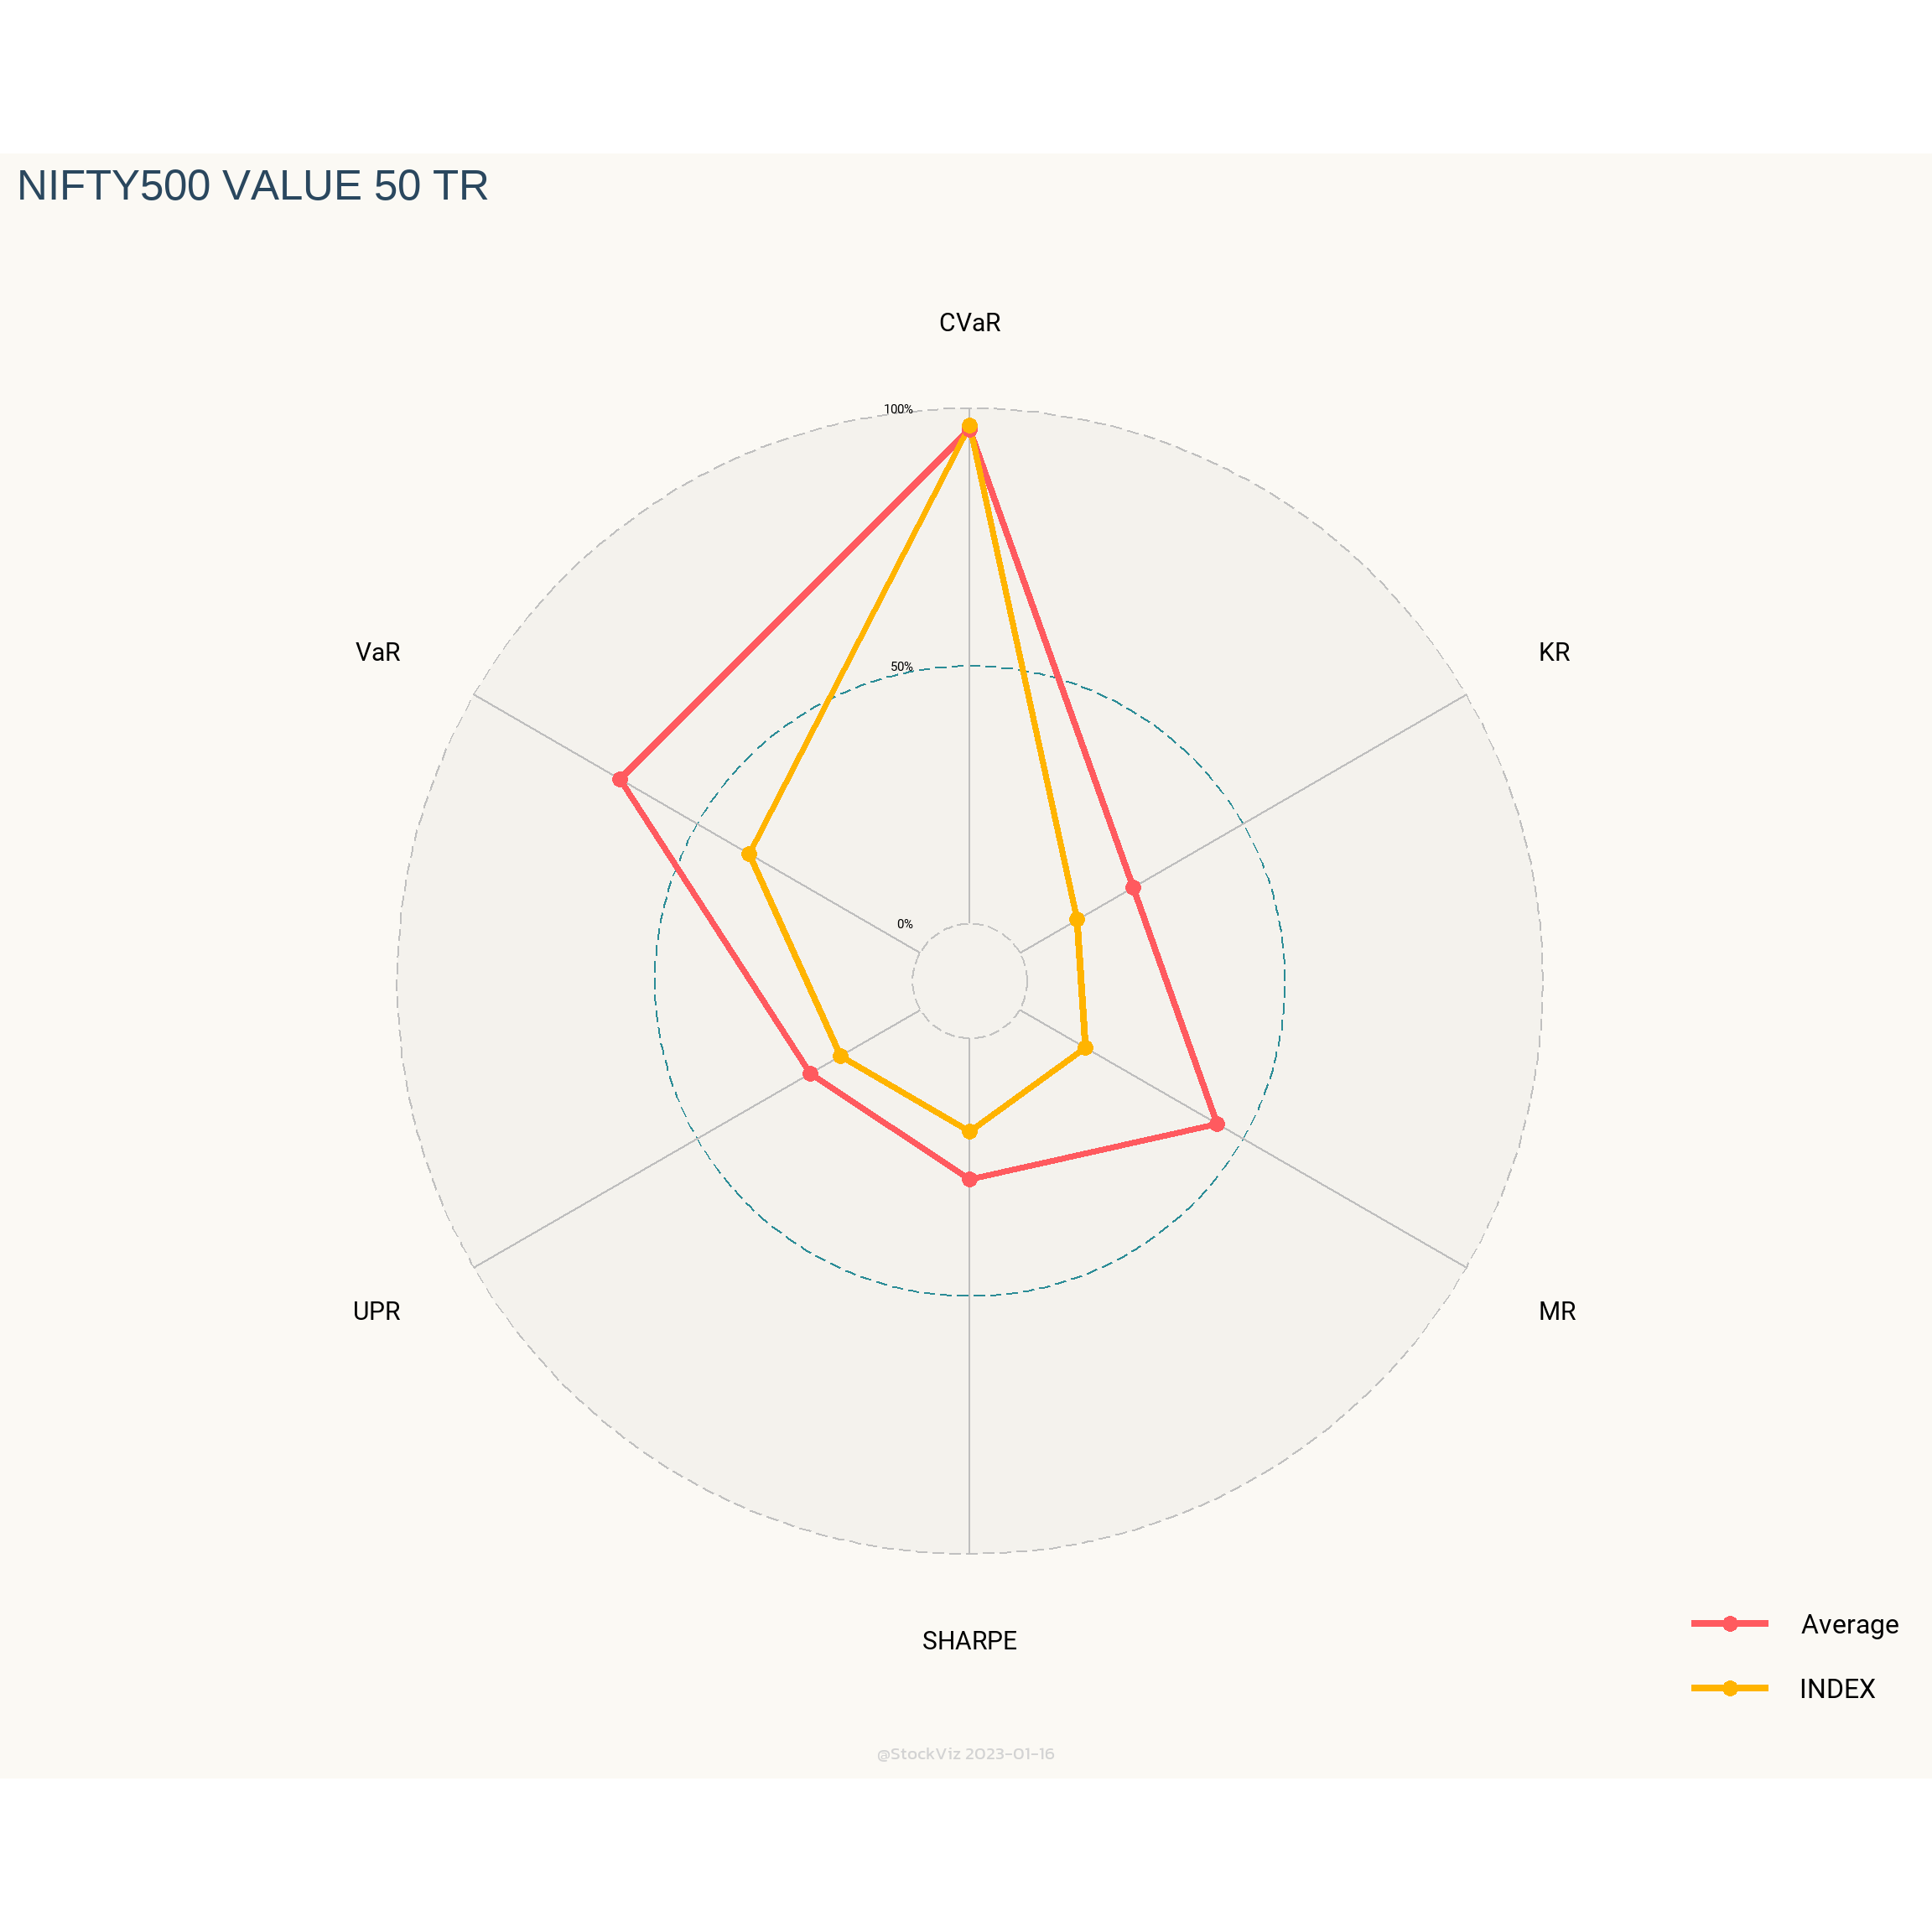 NIFTY500 VALUE 50 TR
CVaR
100%
VaR
KR
50%
0%
UPR
MR
SHARPE
Average
INDEX
@StockViz 2023-01-16